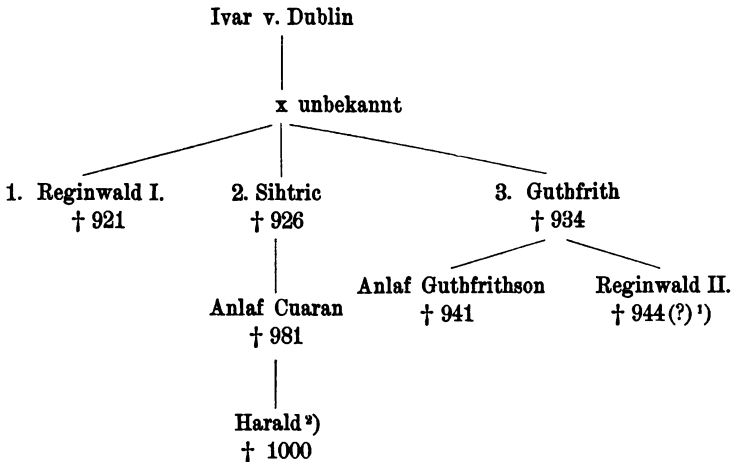 Ivar v. Dublin
x unbekannt
1. Reginwald I.
† 921
2. Sihtric
† 926
3. Guthfrith
† 934
Anlaf Cuaran
† 981
Anlaf Guthfrithson
† 941
Reginwald II.
† 944 (?) ¹)
Harald ²)
† 1000